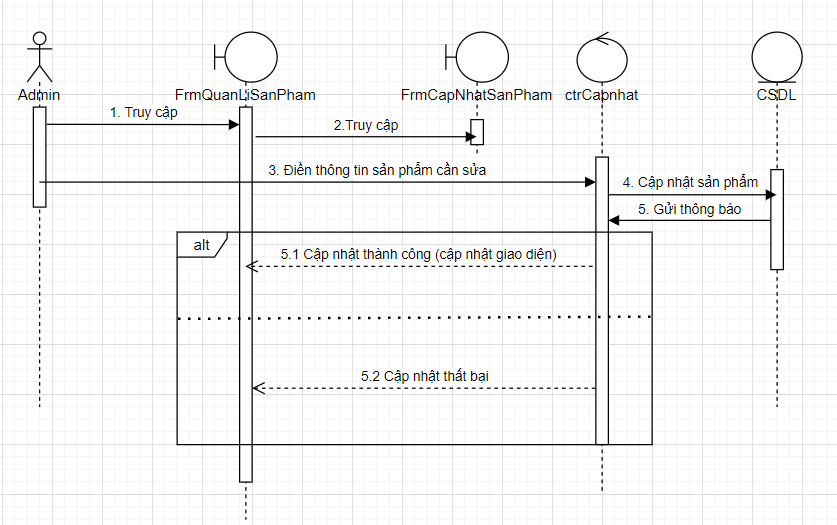 Admin
FrmQuanLiSanPham
FrmCapNhatSanPham
ctrCapnhat
CSDL
1. Truy cập
2.Truy cập
3. Điền thông tin sản phẩm cần sửa
4. Cập nhật sản phẩm
5. Gửi thông báo
alt
5.1 Cập nhật thành công (cập nhật giao diện)
5.2 Cập nhật thất bại